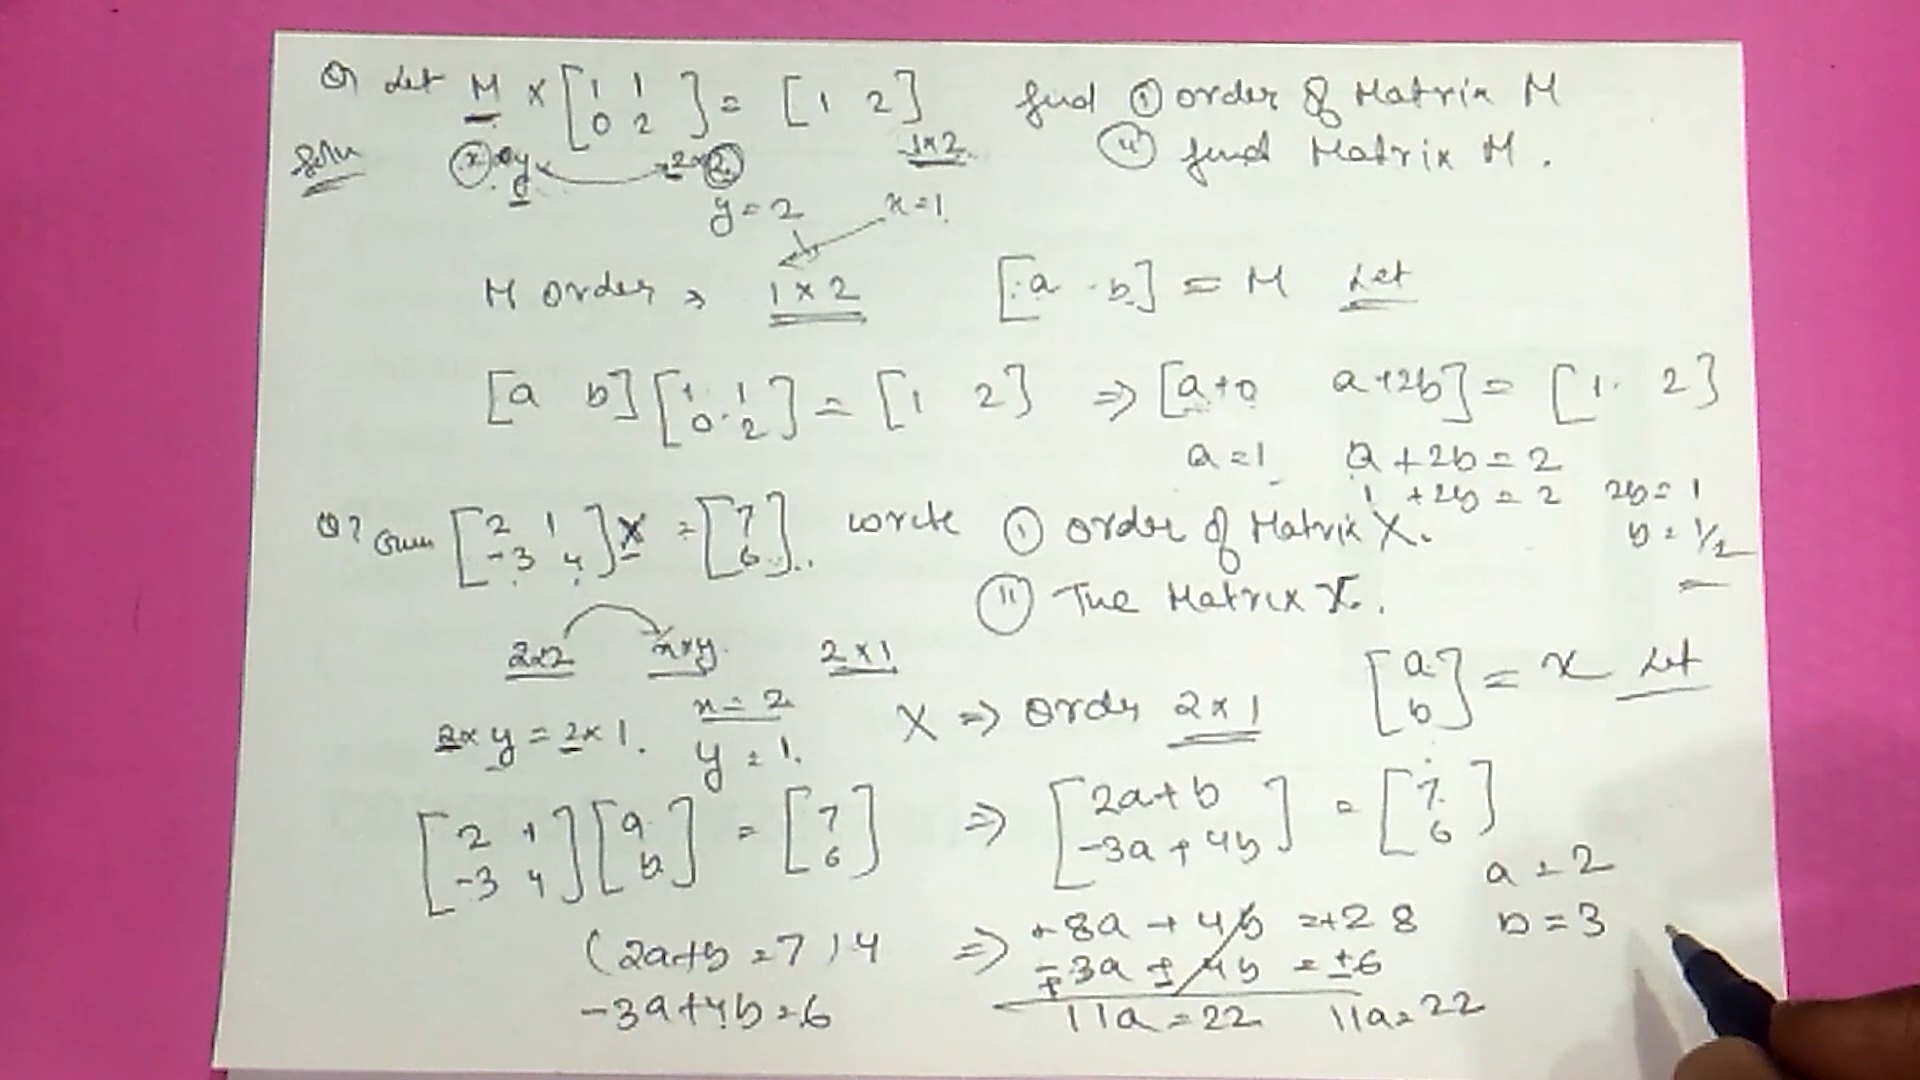 Q1 Let M × [1 1 0 2] = [1 2] find (i) order of Matrix M
Soln x×y 2×2 1×2 (ii) find Matrix M.
y=2 x=1
M order → 1×2 [a b] = M Let
[a b] [1 1 0 2] = [1 2] ⇒ [a+0 a+2b] = [1 2]
a=1 a+2b=2
1+2b=2 2b=1
Q? Given [2 1 -3 4] X = [7 6]. write (i) order of Matrix X. b=1/2
(ii) The Matrix X.
2×2 x×y 2×1 [a b] = x Let
2×y = 2×1. x=2 X ⇒ order 2×1
y=1.
[2 1 -3 4] [a b] = [7 6] ⇒ [2a+b -3a+4b] = [7 6]
a=2
(2a+b=7)4 ⇒ +8a+4b=+28 b=3
-3a+4b=6 -3a+4b=+6
11a=22 11a=22